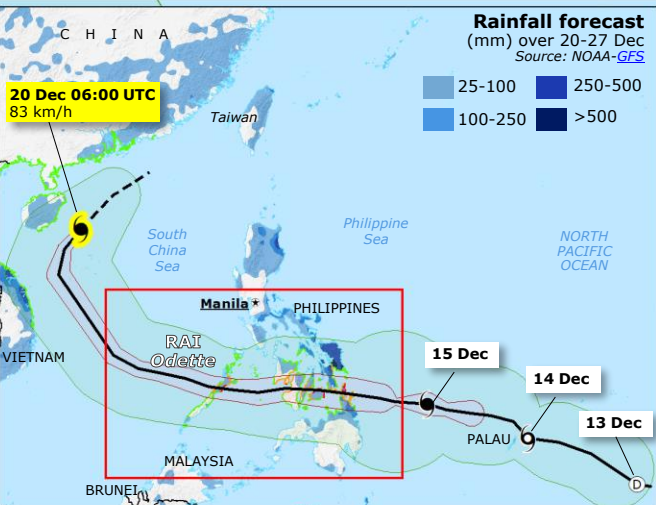 C H I N A
Rainfall forecast
(mm) over 20-27 Dec
Source: NOAA-GFS
25-100
250-500
100-250
>500
20 Dec 06:00 UTC
83 km/h
Taiwan
South
China
Sea
Philippine
Sea
NORTH
PACIFIC
OCEAN
Manila
PHILIPPINES
VIETNAM
RAI
Odette
15 Dec
14 Dec
13 Dec
PALAU
MALAYSIA
BRUNEI
D